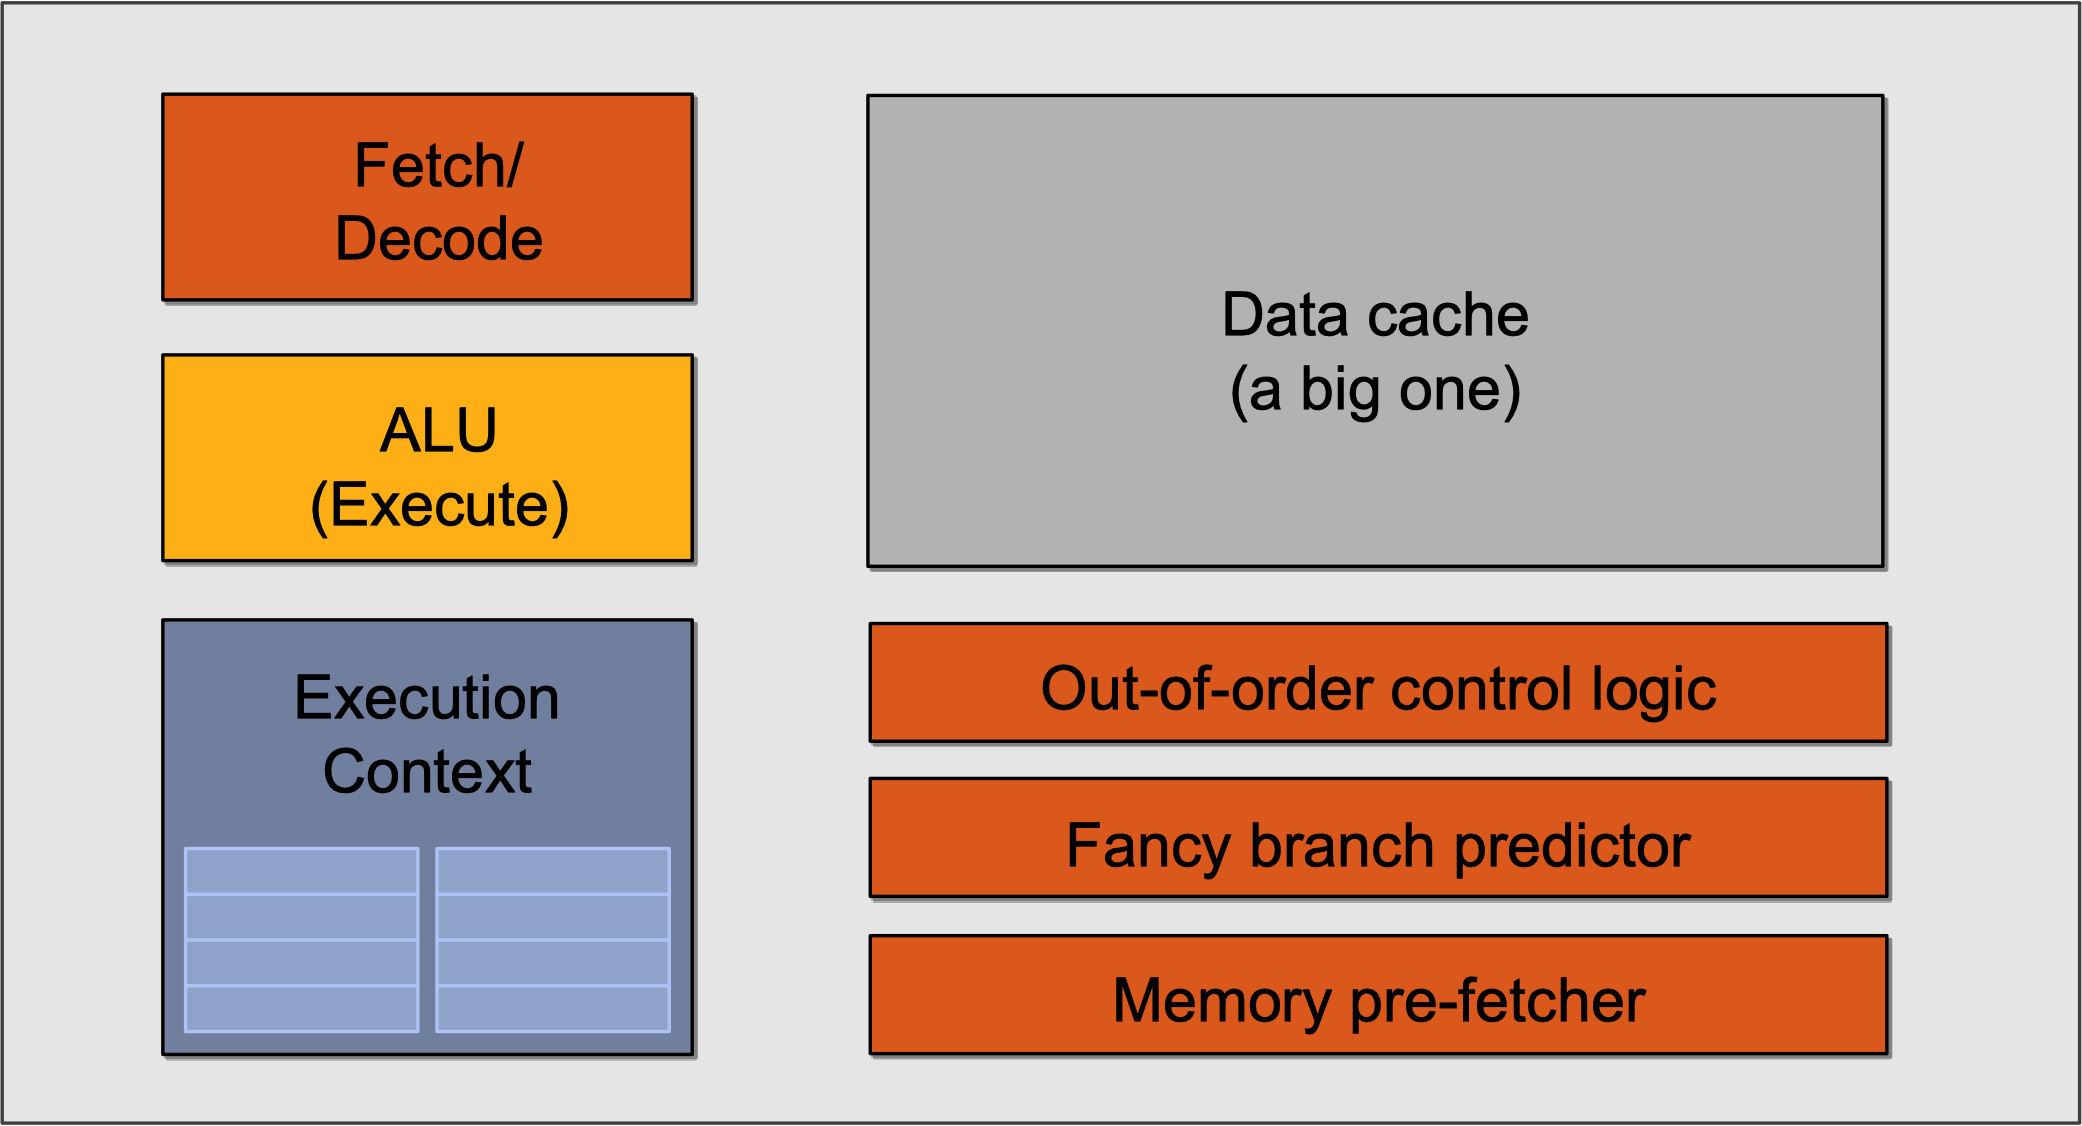 Fetch/
Decode
ALU
(Execute)
Execution
Context
Data cache
(a big one)
Out-of-order control logic
Fancy branch predictor
Memory pre-fetcher